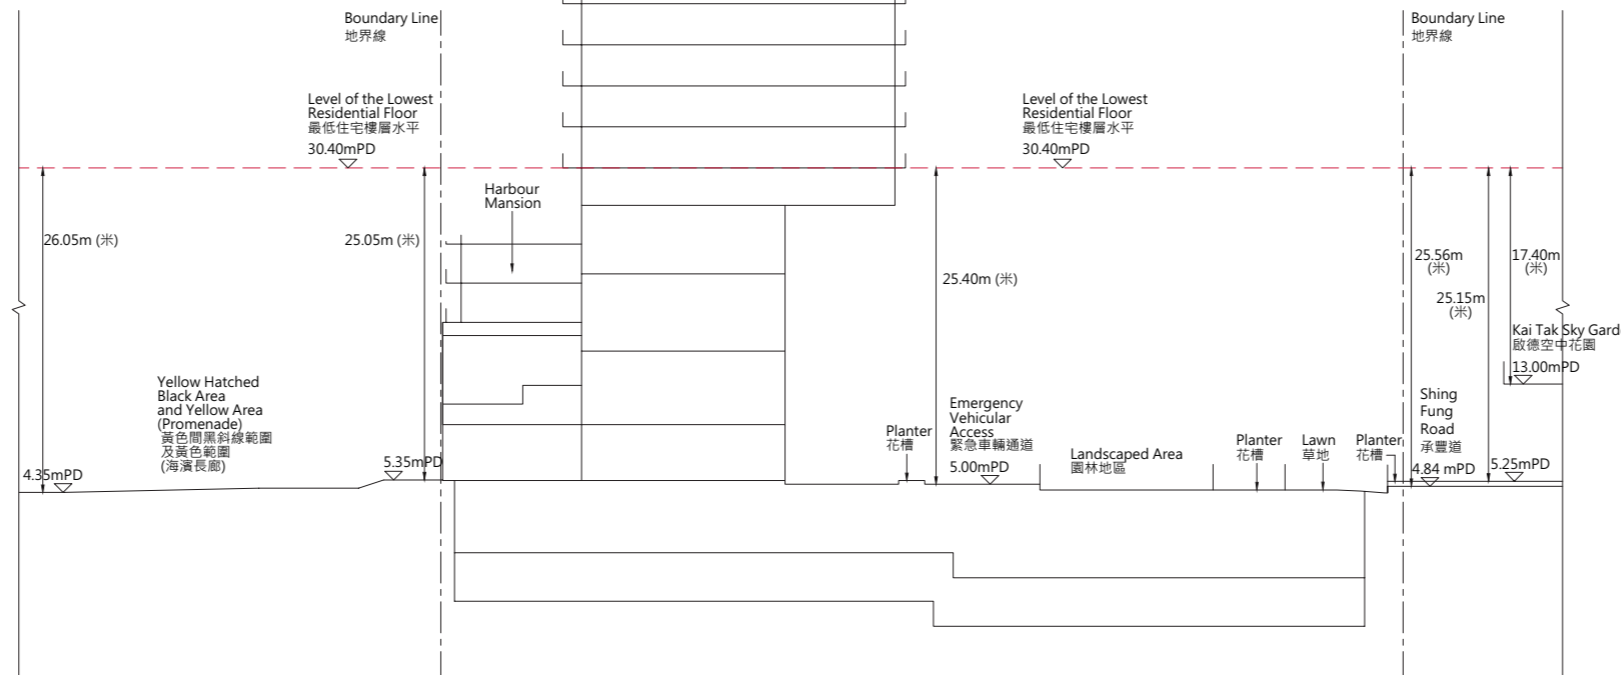 Boundary Line
地界線
Boundary Line
地界線
Level of the Lowest
Residential Floor
最低住宅樓層水平
30.40mPD
Level of the Lowest
Residential Floor
最低住宅樓層水平
30.40mPD
Harbour
Mansion
26.05m (米)
25.05m (米)
25.40m (米)
25.56m
(米)
17.40m
(米)
25.15m
(米)
Kai Tak Sky Gard
啟德空中花園
13.00mPD
Yellow Hatched
Black Area
and Yellow Area
(Promenade)
黃色間黑斜線範圍
及黃色範圍
(海濱長廊)
4.35mPD
5.35mPD
Planter
花槽
Emergency
Vehicular
Access
緊急車輛通道
5.00mPD
Landscaped Area
園林地區
Planter
花槽
Lawn
草地
Planter
花槽
Shing
Fung
Road
承豐道
4.84 mPD
5.25mPD